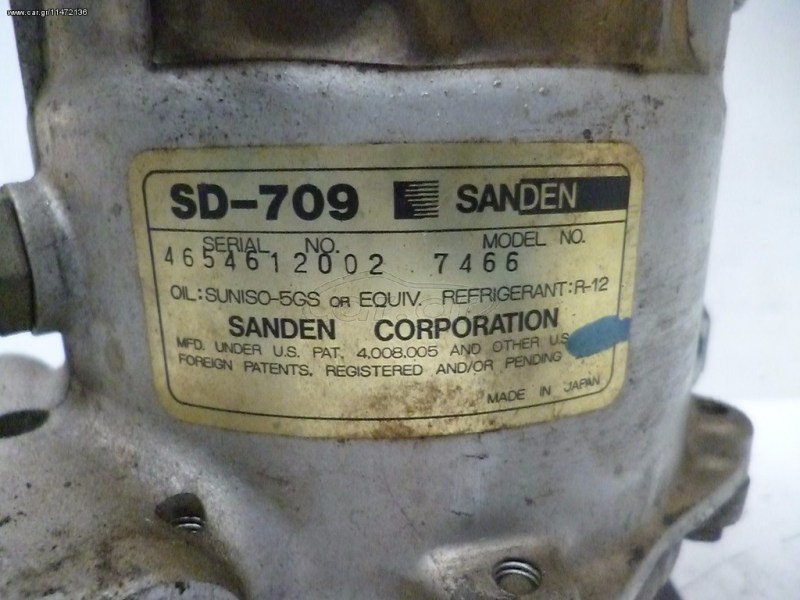 www.car.gr/11472136
SD-709 SANDEN
SERIAL NO. MODEL NO.
4654612002 7466
OIL:SUNISO-5GS OR EQUIV. REFRIGERANT:R-12
SANDEN CORPORATION
MFD. UNDER U.S. PAT. 4.008.005 AND OTHER U.S.
FOREIGN PATENTS, REGISTERED AND/OR PENDING
MADE IN JAPAN